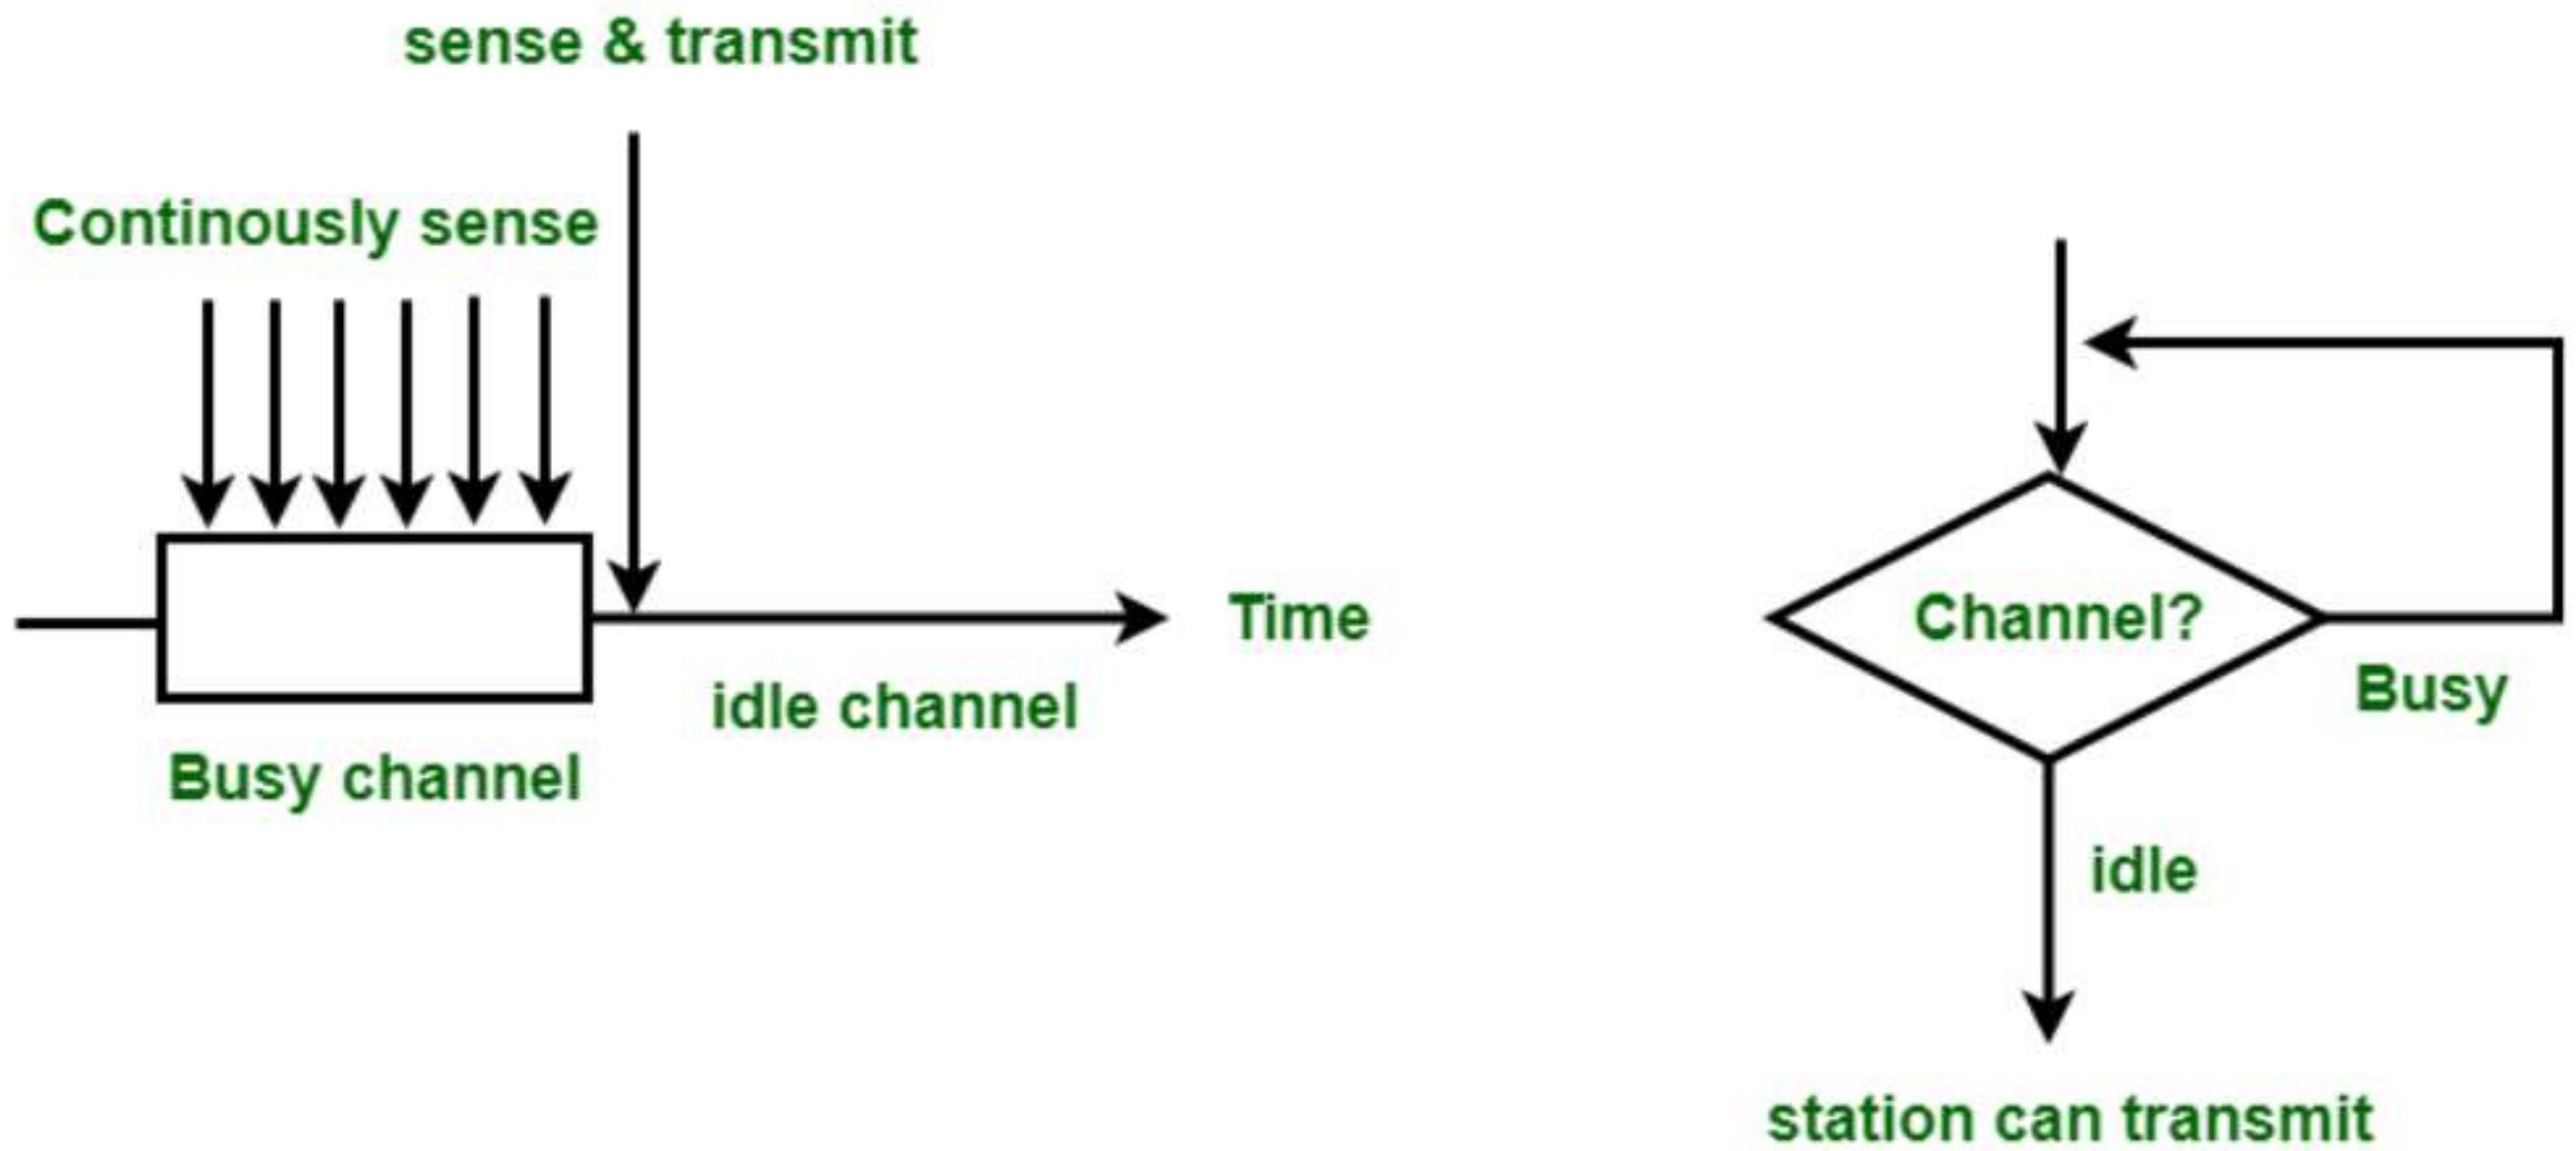 sense & transmit
Continously sense
Time
idle channel
Busy channel
Channel?
Busy
idle
station can transmit